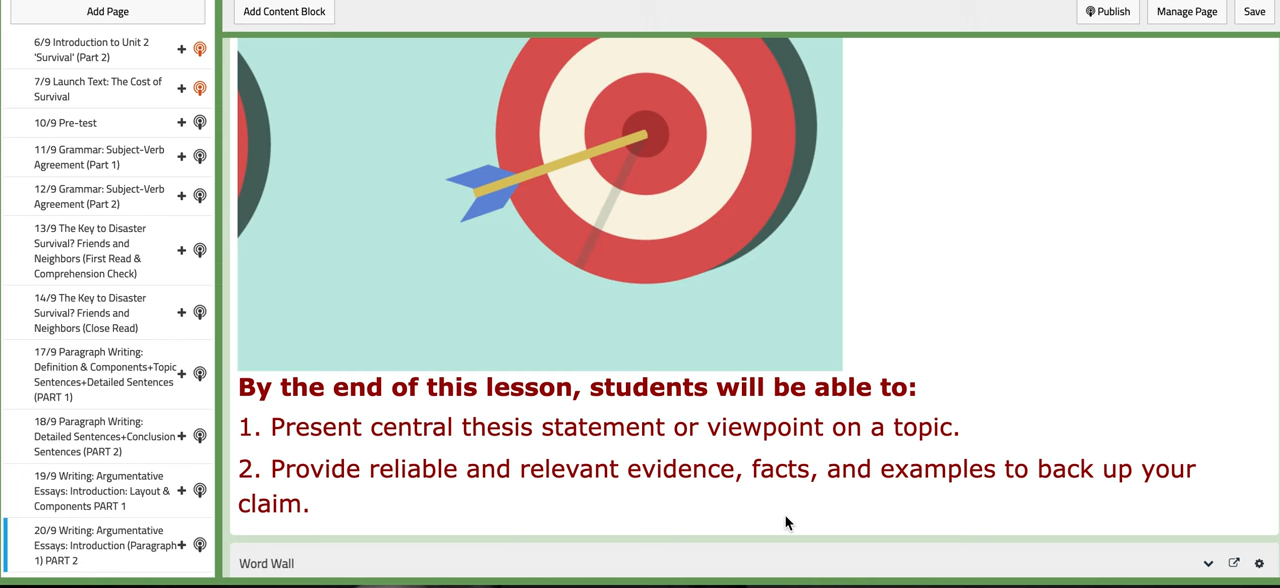 Add Page
Add Content Block
Publish
Manage Page
Save
6/9 Introduction to Unit 2
'Survival' (Part 2)
7/9 Launch Text: The Cost of
Survival
10/9 Pre-test
11/9 Grammar: Subject-Verb
Agreement (Part 1)
12/9 Grammar: Subject-Verb
Agreement (Part 2)
13/9 The Key to Disaster
Survival? Friends and
Neighbors (First Read &
Comprehension Check)
14/9 The Key to Disaster
Survival? Friends and
Neighbors (Close Read)
17/9 Paragraph Writing:
Definition & Components+Topic
Sentences+Detailed Sentences
(PART 1)
18/9 Paragraph Writing:
Detailed Sentences+Conclusion
Sentences (PART 2)
19/9 Writing: Argumentative
Essays: Introduction: Layout &
Components PART 1
20/9 Writing: Argumentative
Essays: Introduction (Paragraph
1) PART 2
By the end of this lesson, students will be able to:
1. Present central thesis statement or viewpoint on a topic.
2. Provide reliable and relevant evidence, facts, and examples to back up your
claim.
Word Wall